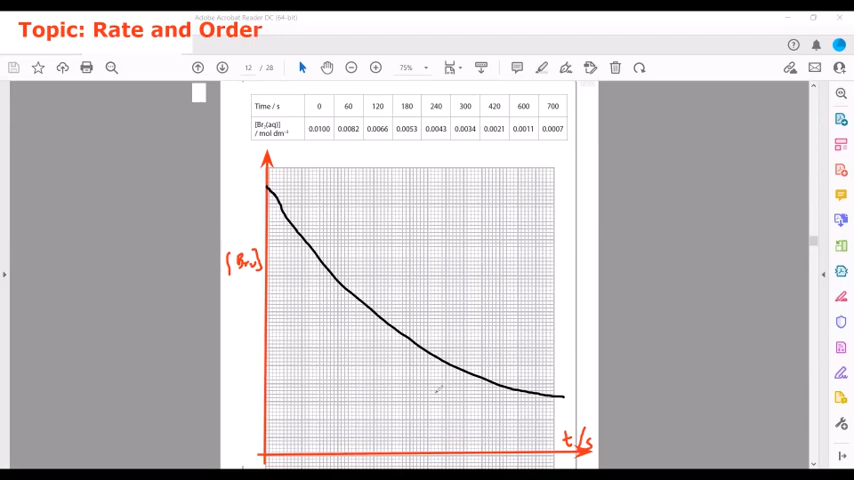 Adobe Acrobat Reader DC (64-bit)
Topic: Rate and Order
12 / 28
75%
Time / s 0 60 120 180 240 300 420 600 700
[Br₂(aq)] / mol dm⁻³ 0.0100 0.0082 0.0066 0.0053 0.0043 0.0034 0.0021 0.0011 0.0007
[Br₂]
t/s